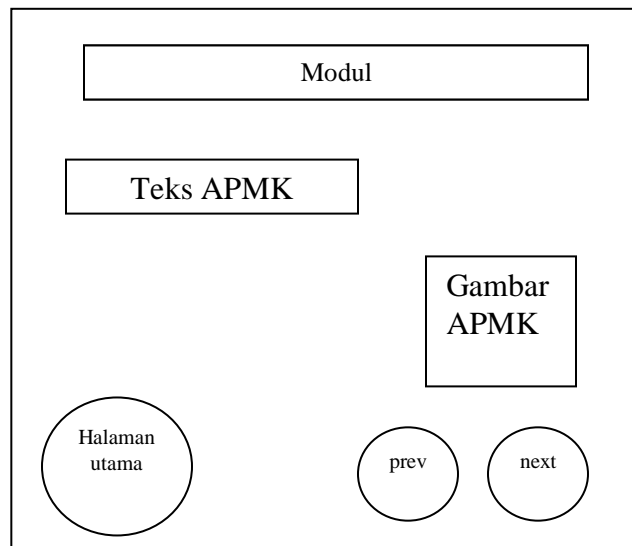 Modul
Teks APMK
Gambar
APMK
Halaman
utama
prev
next